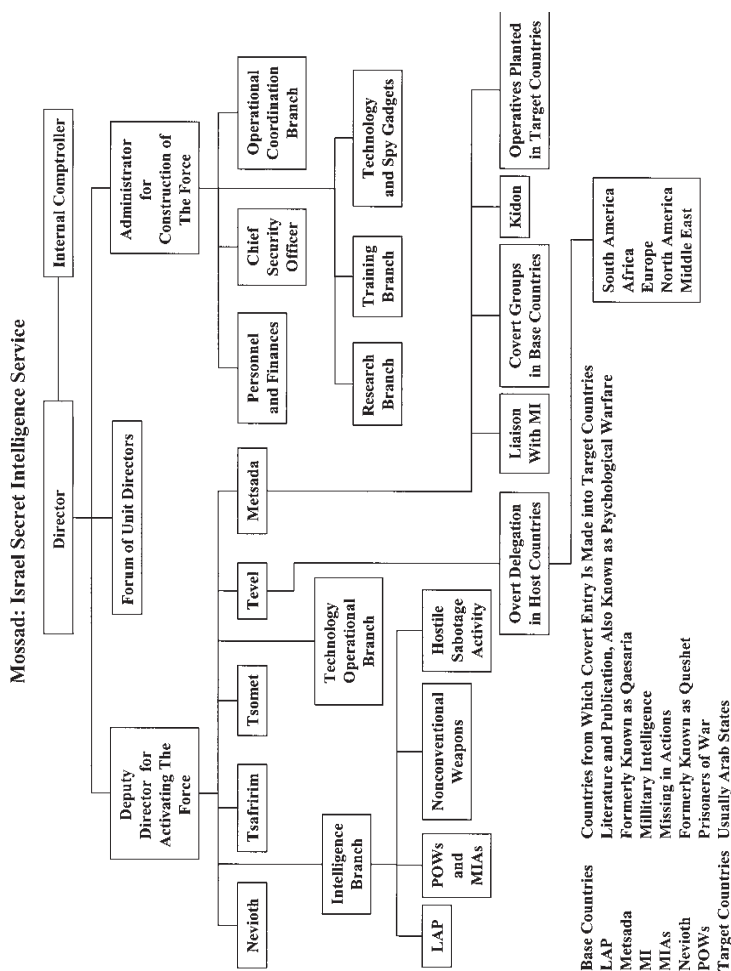 Mossad: Israel Secret Intelligence Service
Director
Internal Comptroller
Forum of Unit Directors
Deputy
Director for
Activating The
Force
Administrator
for
Construction of
The Force
Nevioth
Tsafririm
Tsomet
Tevel
Metsada
Personnel
and Finances
Chief
Security
Officer
Operational
Coordination
Branch
Intelligence
Branch
Technology
Operational
Branch
Research
Branch
Training
Branch
Technology
and Spy Gadgets
LAP
POWs
and
MIAs
Nonconventional
Weapons
Hostile
Sabotage
Activity
Overt Delegation
in Host Countries
Liaison
With MI
Covert Groups
in Base Countries
Kidon
Operatives Planted
in Target Countries
South America
Africa
Europe
North America
Middle East
Base Countries Countries from Which Covert Entry Is Made into Target Countries
LAP Literature and Publication, Also Known as Psychological Warfare
Metsada Formerly Known as Qaesaria
MI Millitary Intelligence
MIAs Missing in Actions
Nevioth Formerly Known as Queshet
POWs Prisoners of War
Target Countries Usually Arab States